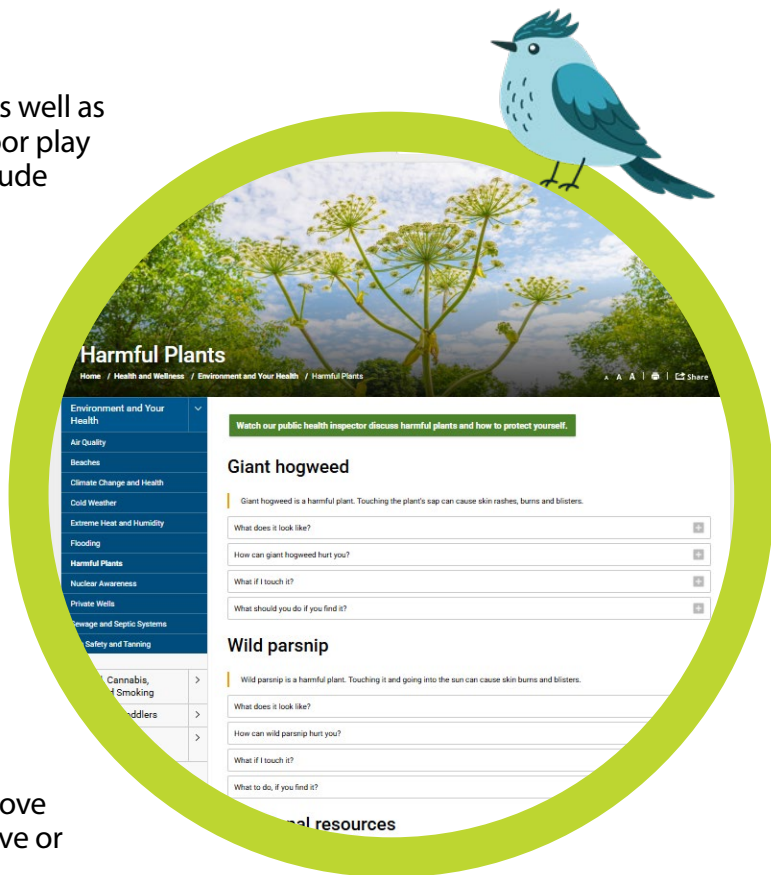 s well as
or play
ude
Harmful Plants
Home / Health and Wellness / Environment and Your Health / Harmful Plants
A A A | | Share
Environment and Your
Health
Air Quality
Beaches
Climate Change and Health
Cold Weather
Extreme Heat and Humidity
Flooding
Harmful Plants
Nuclear Awareness
Private Wells
Sewage and Septic Systems
Safety and Tanning
Cannabis,
Smoking
Watch our public health inspector discuss harmful plants and how to protect yourself.
Giant hogweed
Giant hogweed is a harmful plant. Touching the plant's sap can cause skin rashes, burns and blisters.
What does it look like?
How can giant hogweed hurt you?
What if I touch it?
What should you do if you find it?
Wild parsnip
Wild parsnip is a harmful plant. Touching it and going into the sun can cause skin burns and blisters.
What does it look like?
How can wild parsnip hurt you?
What if I touch it?
What to do, if you find it?
resources
ove
ve or